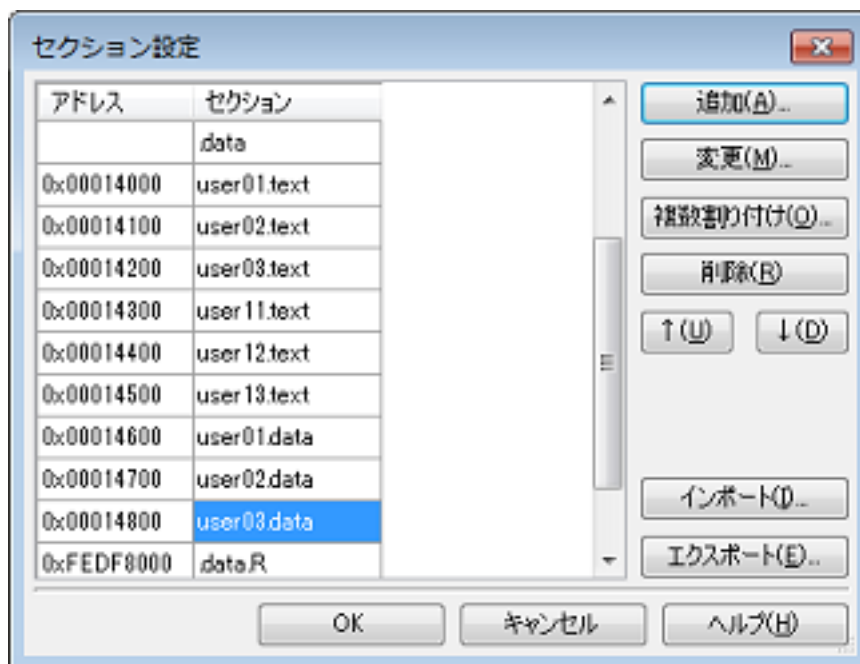 セクション設定
アドレス セクション
.data
0x00014000 user01.text
0x00014100 user02.text
0x00014200 user03.text
0x00014300 user11.text
0x00014400 user12.text
0x00014500 user13.text
0x00014600 user01.data
0x00014700 user02.data
0x00014800 user03.data
0xFEDF8000 .data.R
追加(A)...
変更(M)...
複数割り付け(O)...
削除(R)
↑(U) ↓(D)
インポート(I)...
エクスポート(E)...
OK キャンセル ヘルプ(H)